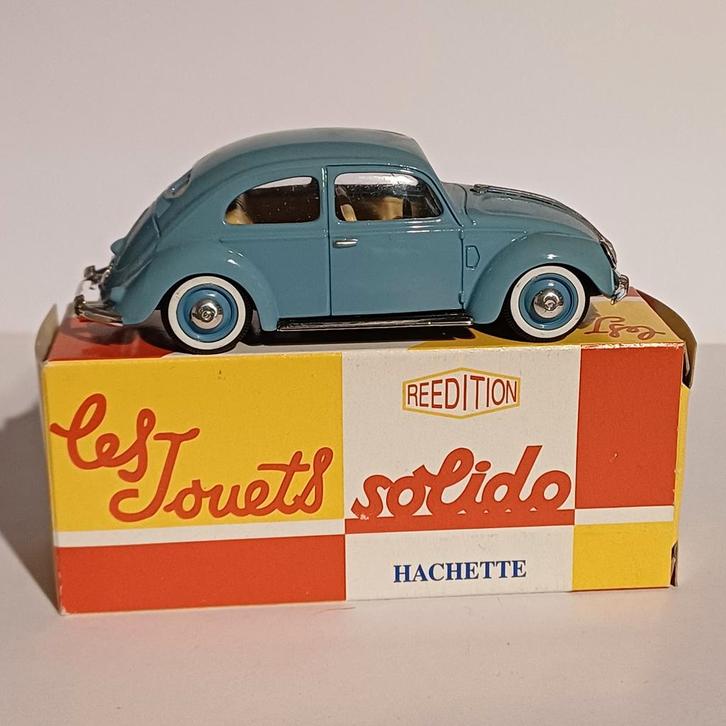 REEDITION
Les Jouets
solido
HACHETTE